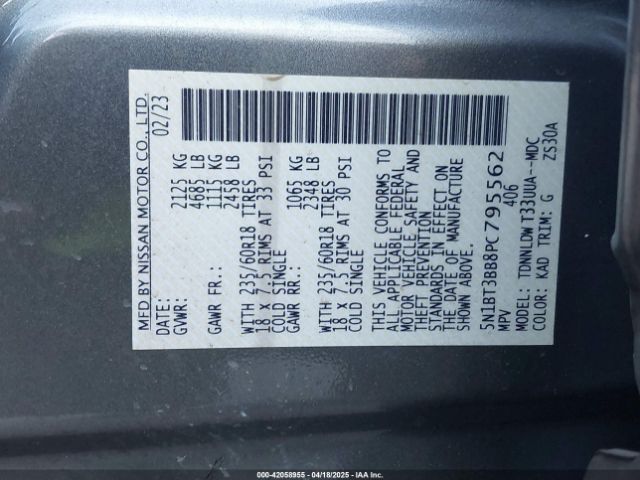 MFD BY NISSAN MOTOR CO., LTD.
DATE: 02/23
GVWR: 2125 KG
4685 LB
GAWR FR.: 1115 KG
2458 LB
WITH 235/60R18 TIRES
18 X 7.5 RIMS AT 33 PSI
COLD SINGLE
GAWR RR.: 1065 KG
2348 LB
WITH 235/60R18 TIRES
18 X 7.5 RIMS AT 30 PSI
COLD SINGLE
THIS VEHICLE CONFORMS TO
ALL APPLICABLE FEDERAL
MOTOR VEHICLE SAFETY AND
THEFT PREVENTION
STANDARDS IN EFFECT ON
THE DATE OF MANUFACTURE
SHOWN ABOVE.
5N1BT3BB8PC795562
MPV 406
MODEL: TDNNLDW T33UUA--MDC
COLOR: KAD TRIM: G ZS30A
000-42058955 | 04/18/2025 - IAA Inc.